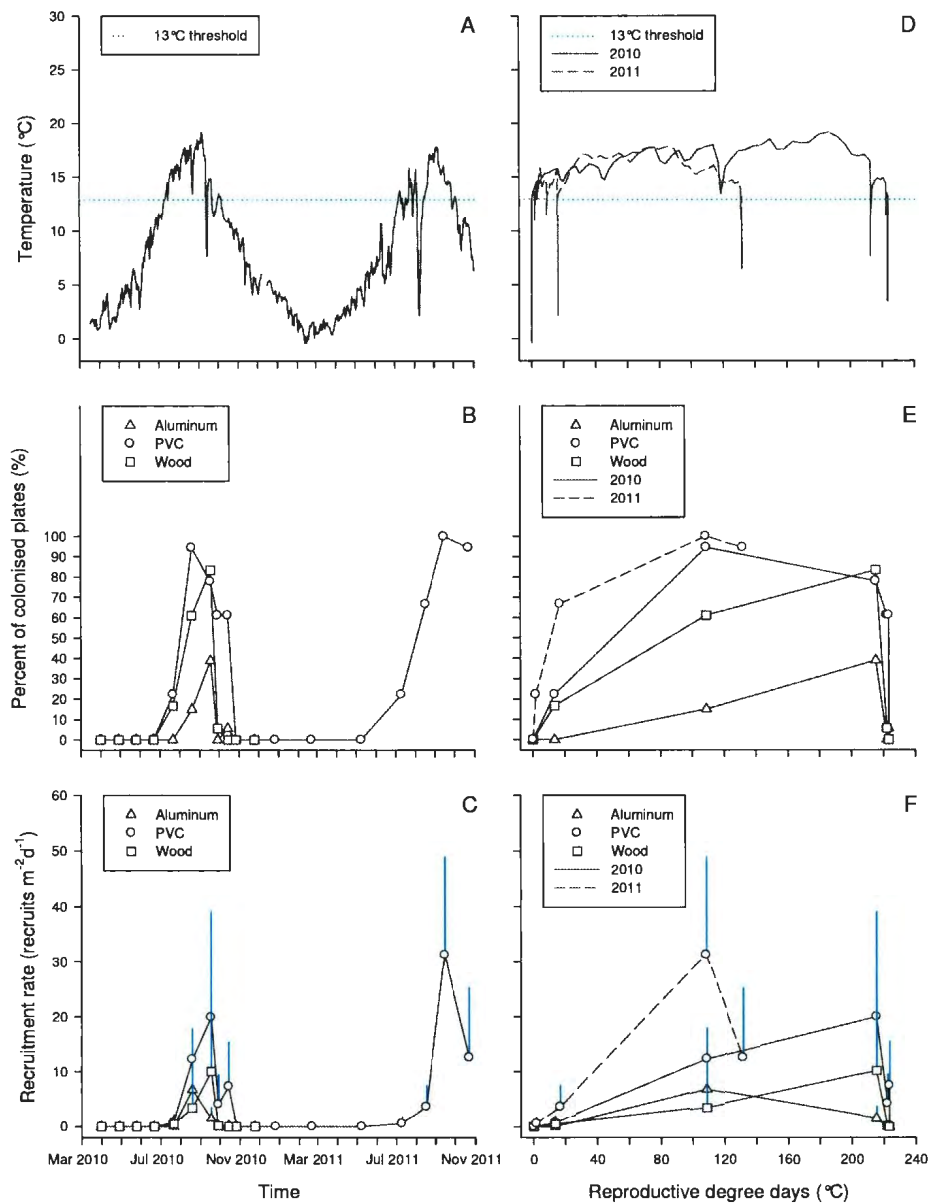 A
13°C threshold
30
25
20
15
10
5
0
Temperature (°C)
D
13°C threshold
2010
2011
B
Aluminum
PVC
Wood
100
90
80
70
60
50
40
30
20
10
0
Percent of colonised plates (%)
E
Aluminum
PVC
Wood
2010
2011
C
Aluminum
PVC
Wood
60
50
40
30
20
10
0
Recruitment rate (recruits m⁻²d⁻¹)
Mar 2010 Jul 2010 Nov 2010 Mar 2011 Jul 2011 Nov 2011
Time
F
Aluminum
PVC
Wood
2010
2011
0 40 80 120 160 200 240
Reproductive degree days (°C)